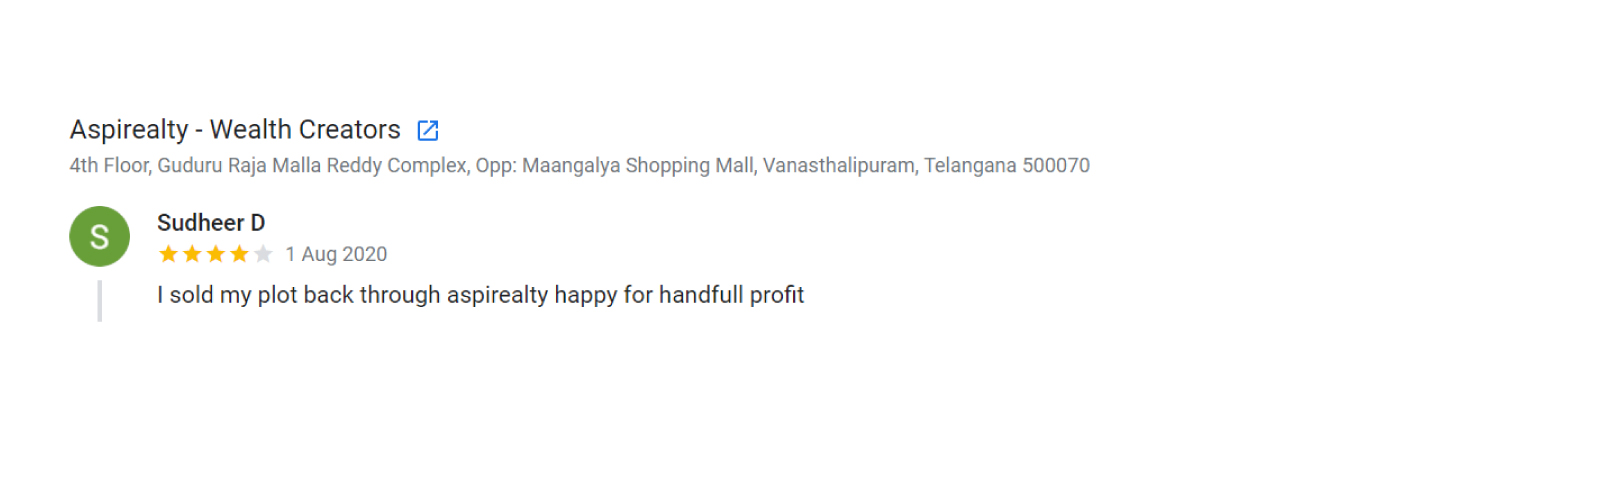 Aspirealty - Wealth Creators
4th Floor, Guduru Raja Malla Reddy Complex, Opp: Maangalya Shopping Mall, Vanasthalipuram, Telangana 500070
S
Sudheer D
1 Aug 2020
I sold my plot back through aspirealty happy for handfull profit